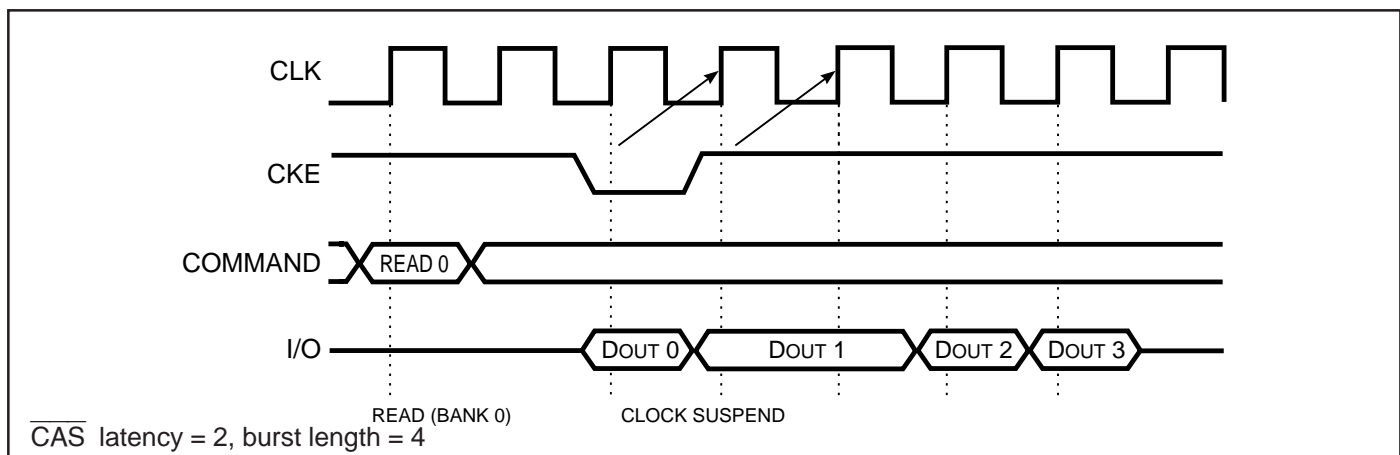 CLK
CKE
COMMAND READ 0
I/O DOUT 0 DOUT 1 DOUT 2 DOUT 3
READ (BANK 0) CLOCK SUSPEND
CAS latency = 2, burst length = 4